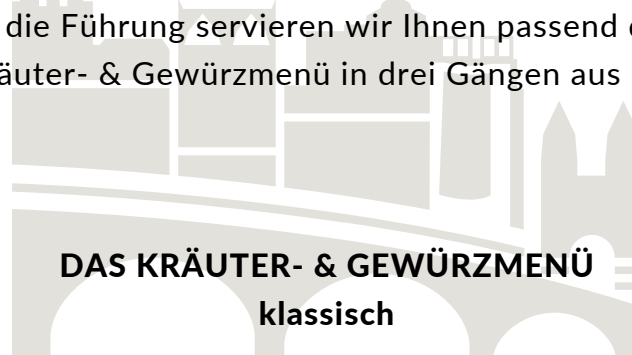 die Führung servieren wir Ihnen passend
äuter- & Gewürzmenü in drei Gängen aus
DAS KRÄUTER- & GEWÜRZMENÜ
klassisch